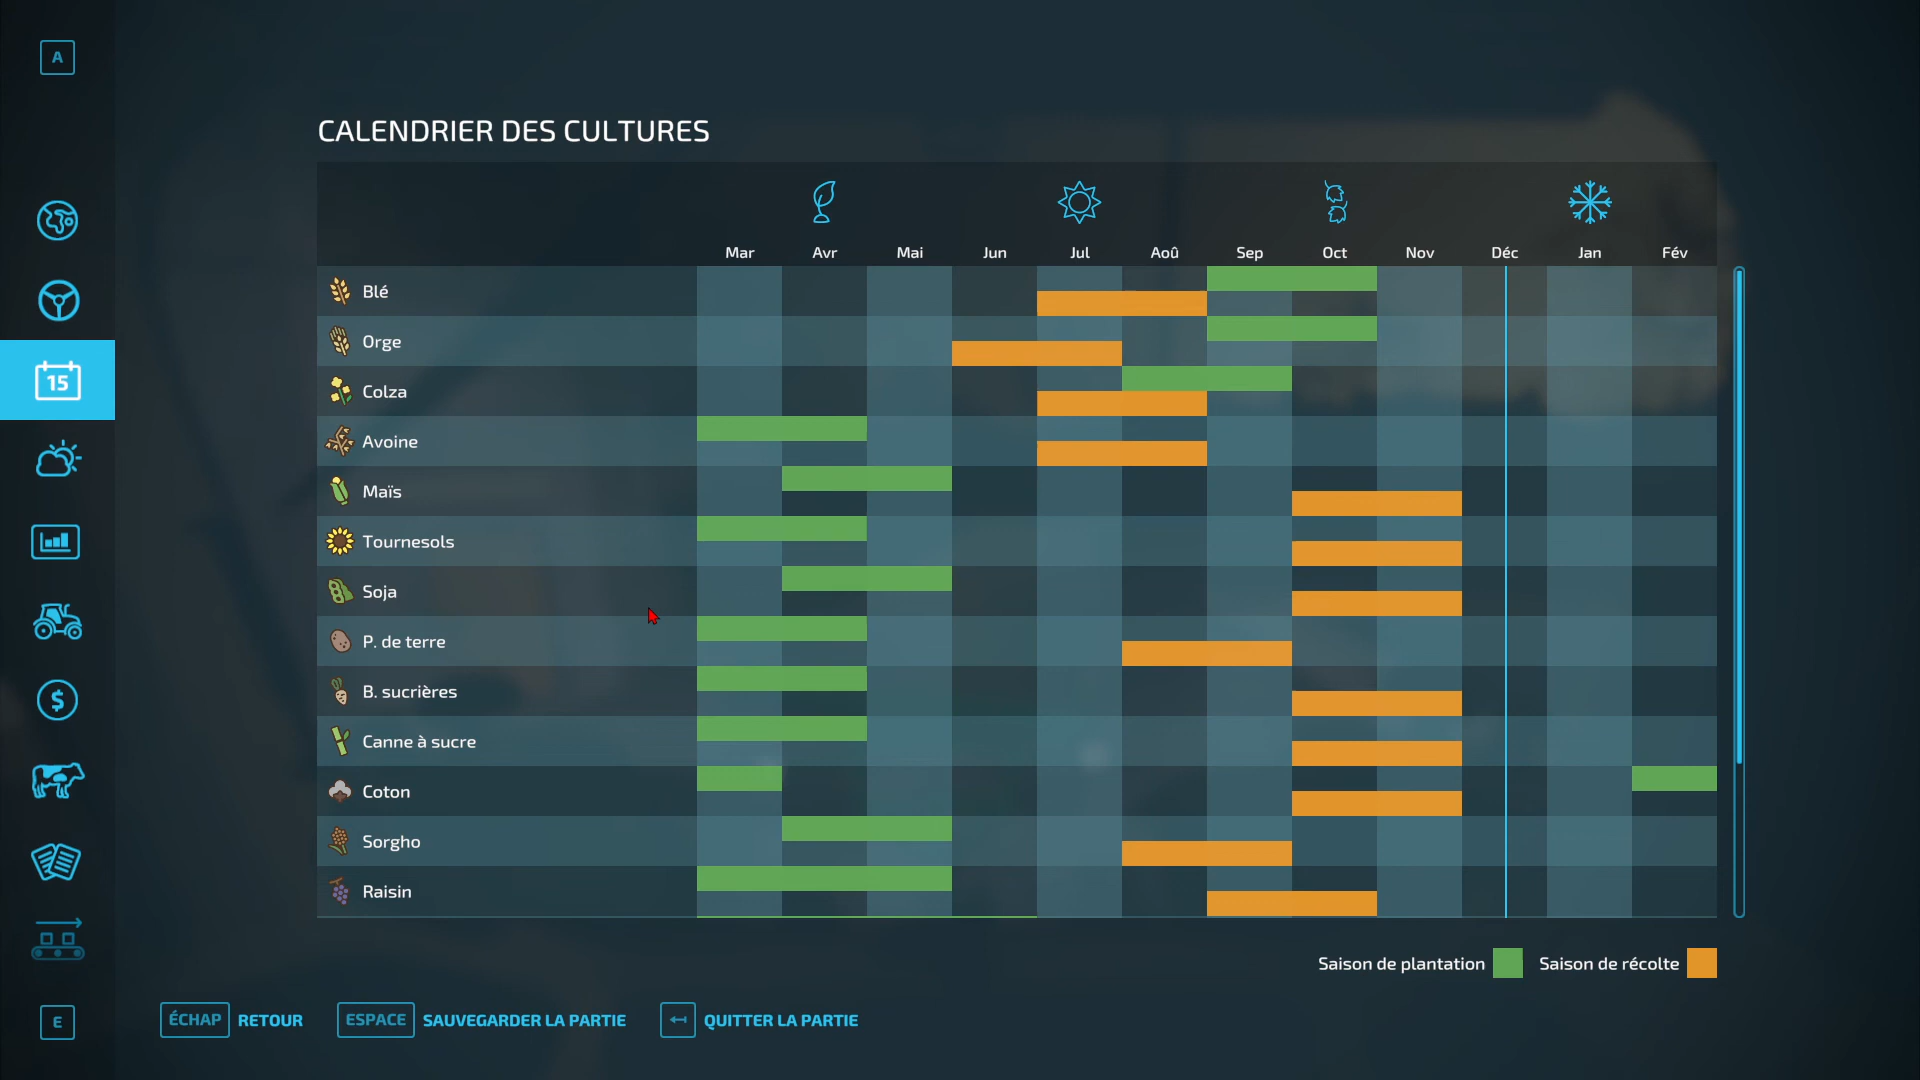 A
CALENDRIER DES CULTURES
Mar Avr Mai Jun Jul Aoû Sep Oct Nov Déc Jan Fév
Blé
Orge
Colza
15
Avoine
Maïs
Tournesols
Soja
P. de terre
B. sucrières
$
Canne à sucre
Coton
Sorgho
Raisin
Saison de plantation Saison de récolte
E
ÉCHAP RETOUR ESPACE SAUVEGARDER LA PARTIE QUITTER LA PARTIE